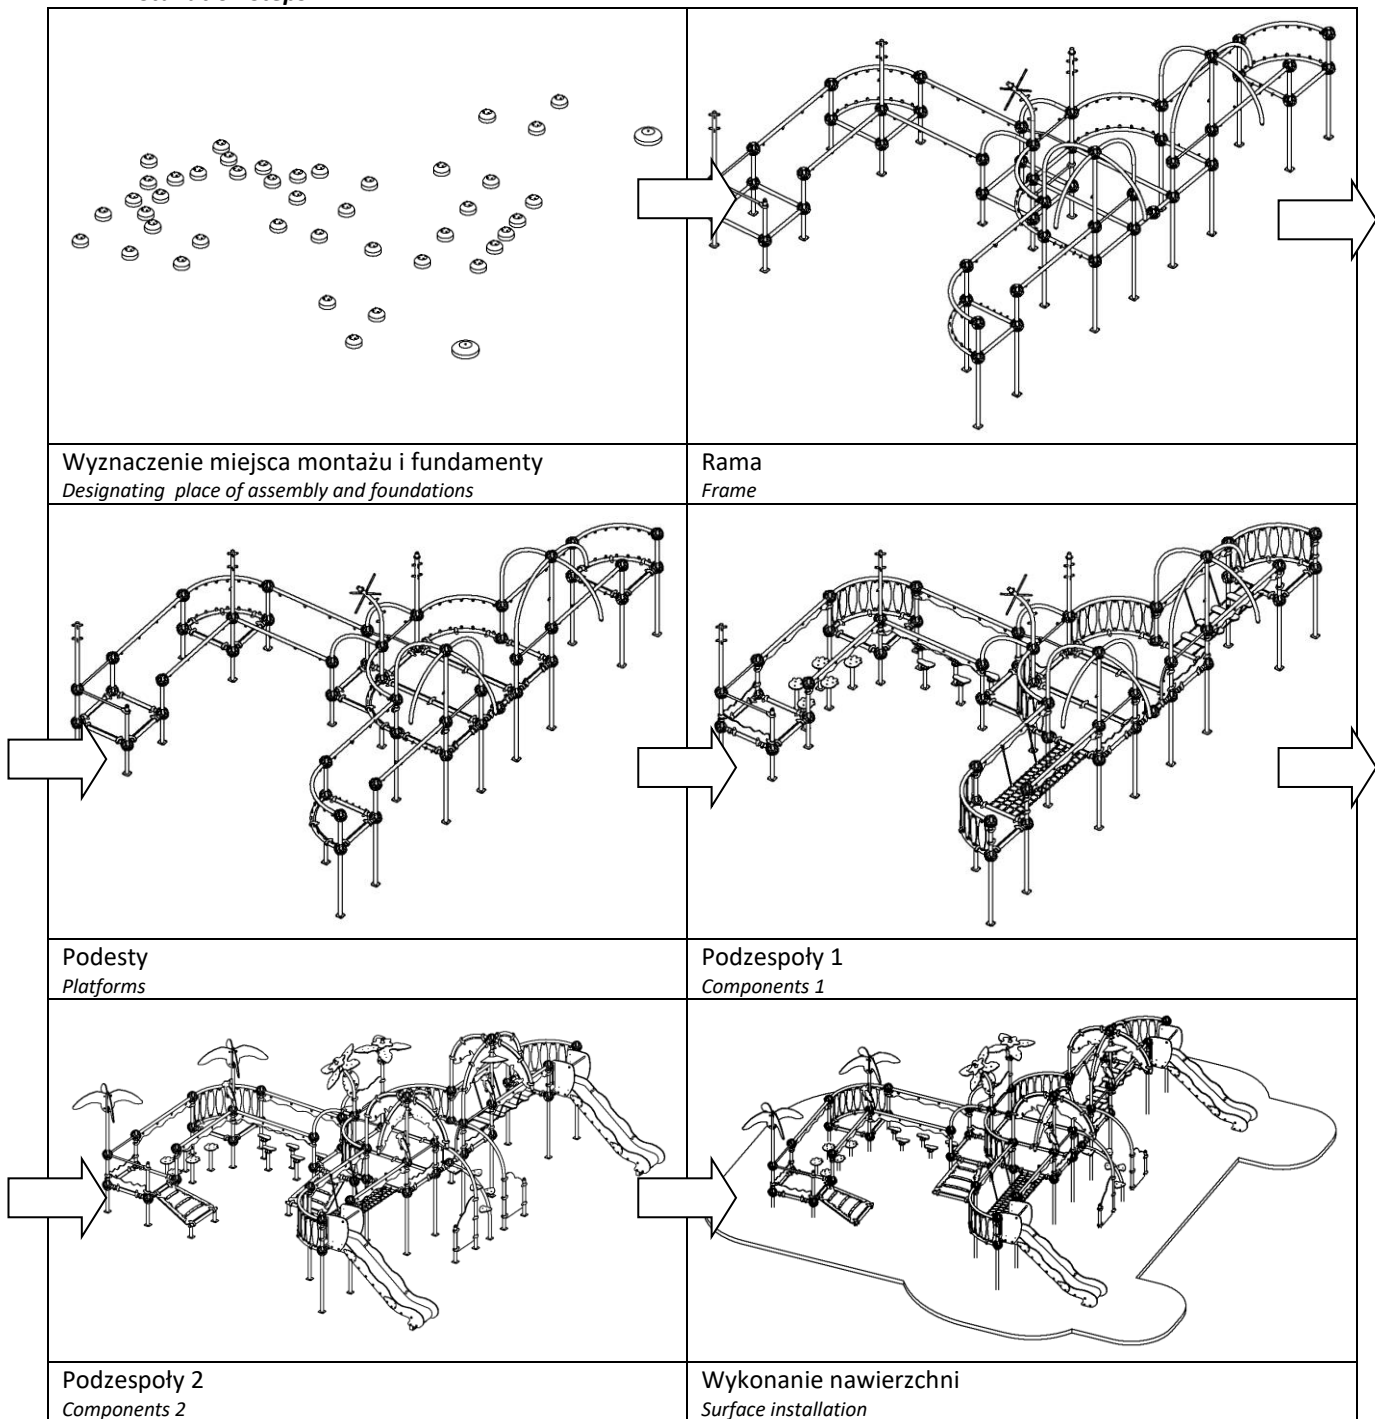 Wyznaczenie miejsca montażu i fundamenty
Designating place of assembly and foundations
Rama
Frame
Podesty
Platforms
Podzespoły 1
Components 1
Podzespoły 2
Components 2
Wykonanie nawierzchni
Surface installation